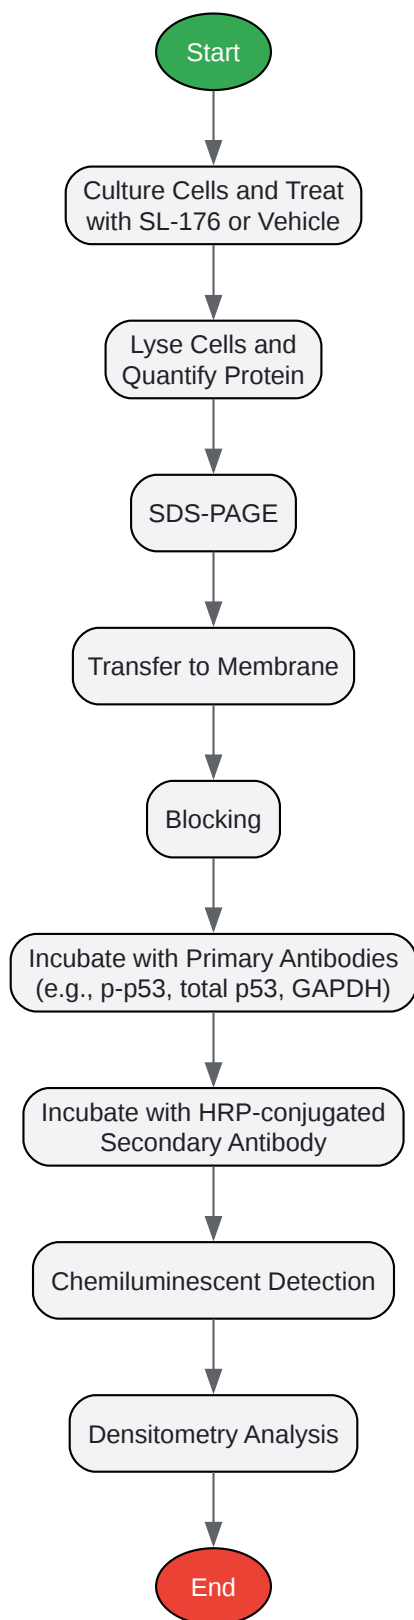 Start
Culture Cells and Treat
with SL-176 or Vehicle
Lyse Cells and
Quantify Protein
SDS-PAGE
Transfer to Membrane
Blocking
Incubate with Primary Antibodies
(e.g., p-p53, total p53, GAPDH)
Incubate with HRP-conjugated
Secondary Antibody
Chemiluminescent Detection
Densitometry Analysis
End